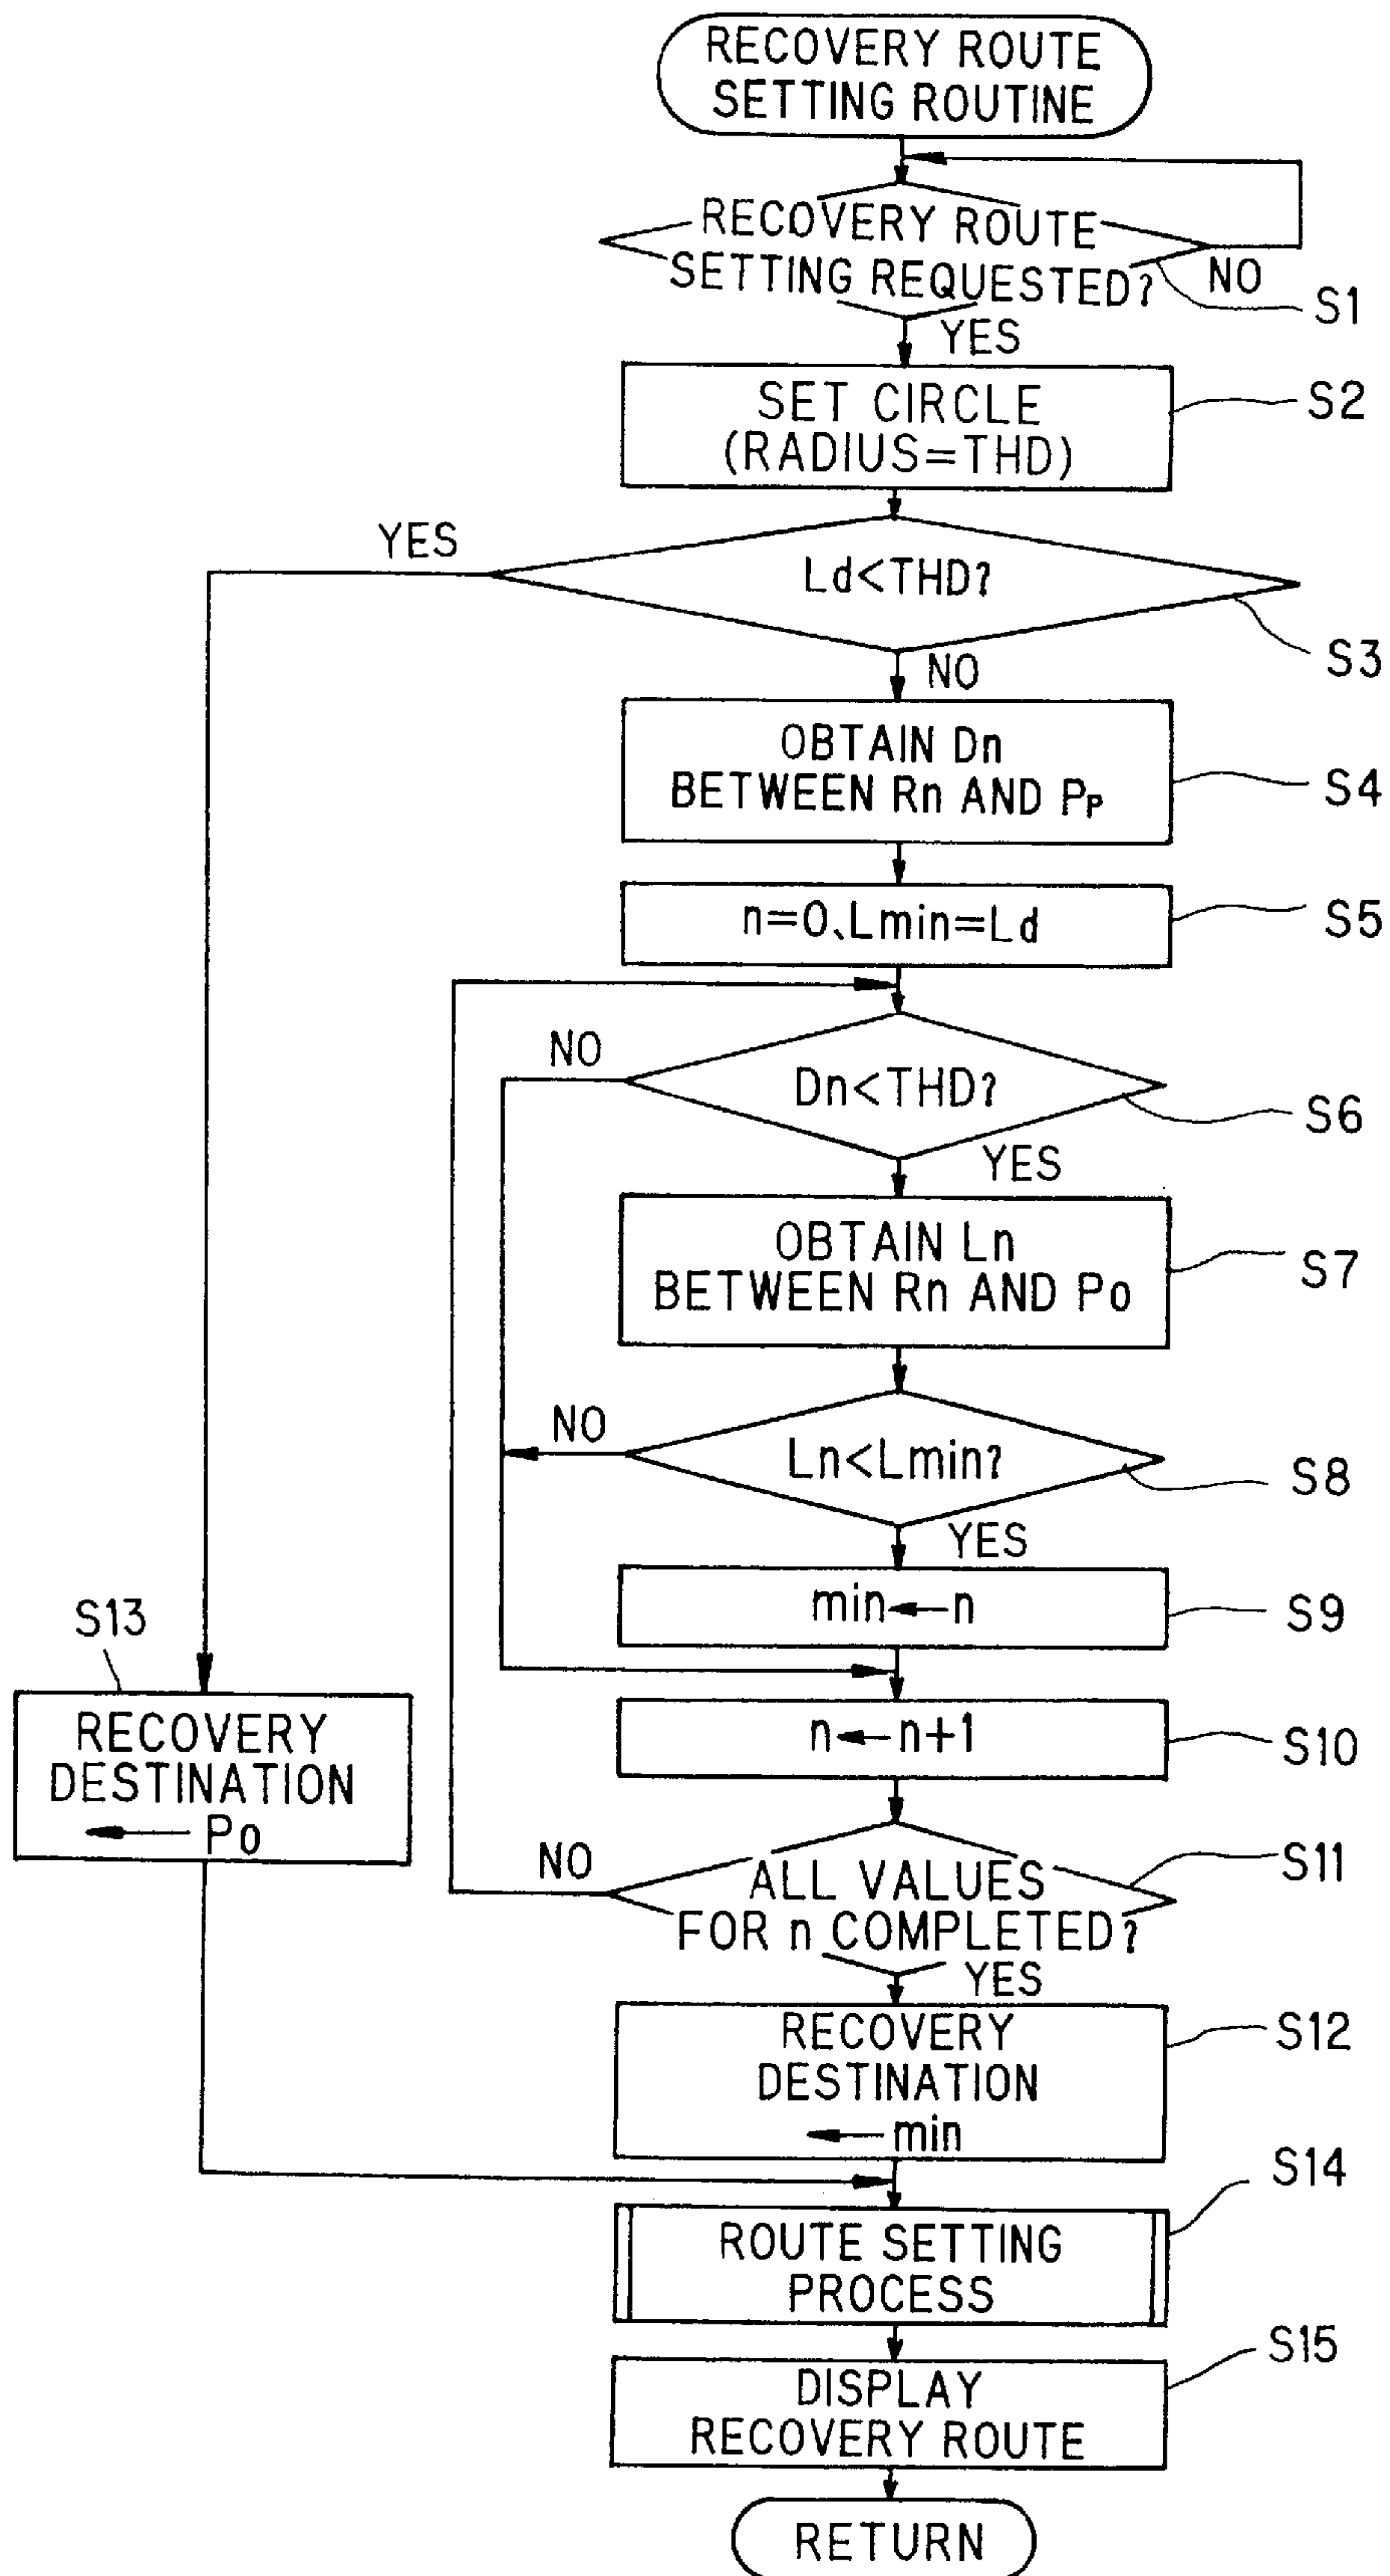 RECOVERY ROUTE
SETTING ROUTINE
RECOVERY ROUTE
SETTING REQUESTED?
NO
S1
YES
SET CIRCLE
(RADIUS=THD)
S2
YES
Ld<THD?
S3
NO
OBTAIN Dn
BETWEEN Rn AND PP
S4
n=0、Lmin=Ld
S5
NO
Dn<THD?
S6
YES
OBTAIN Ln
BETWEEN Rn AND Po
S7
NO
Ln<Lmin?
S8
YES
min←n
S9
S13
RECOVERY
DESTINATION
← Po
n←n+1
S10
NO
ALL VALUES
FOR n COMPLETED?
S11
YES
RECOVERY
DESTINATION
← min
S12
S14
ROUTE SETTING
PROCESS
S15
DISPLAY
RECOVERY ROUTE
RETURN